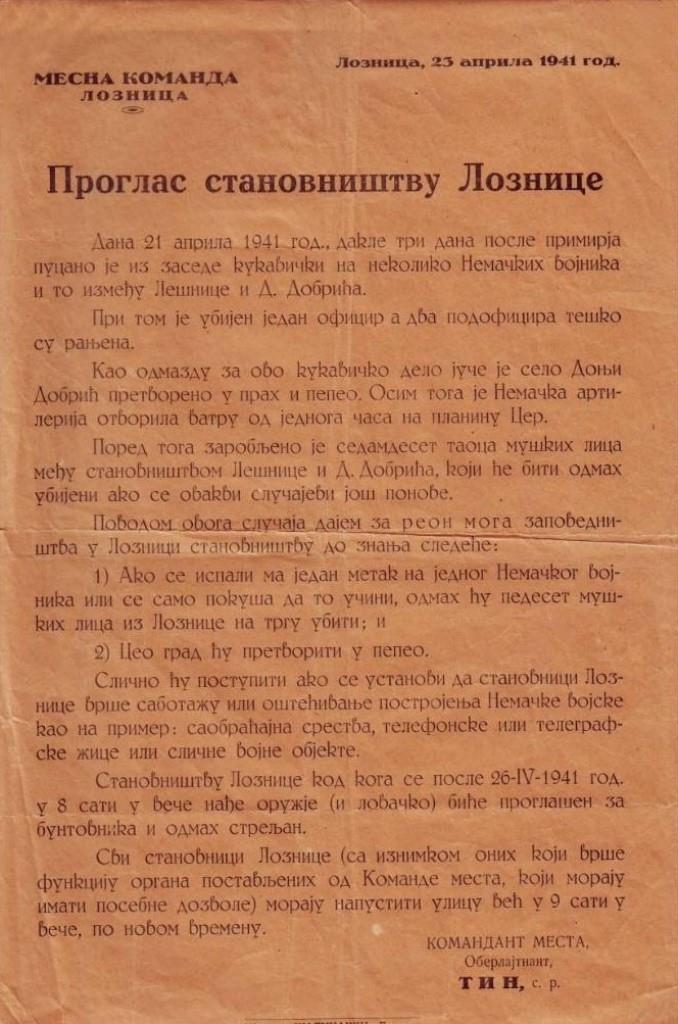 МЕСНА КОМАНДА
ЛОЗНИЦА
Лозница, 23 априла 1941 год.
Проглас становништву Лознице
Дана 21 априла 1941 год., дакле три дана после примирја
пуцано је из заседе кукавички на неколико Немачких војника
и то између Лешнице и Д. Добрића.
При том је убијен један официр а два подофицира тешко
су рањена.
Као одмазду за ово кукавичко дело јуче је село Доњи
Добрић претворено у прах и пепео. Осим тога је Немачка арти-
лерија отворила ватру од једнога часа на планину Цер.
Поред тога заробљено је седамдесет таоца мушких лица
међу становништвом Лешнице и Д. Добрића, који ће бити одмах
убијени ако се овакви случајеви још понове.
Поводом овога случаја дајем за реон мога заповедни-
штва у Лозници становништву до знања следеће:
1) Ако се испали ма један метак на једног Немачког вој-
ника или се само покуша да то учини, одмах ћу педесет муш-
ких лица из Лознице на тргу убити; и
2) Цео град ћу претворити у пепео.
Слично ћу поступити ако се установи да становници Лоз-
нице врше саботажу или оштећивање постројења Немачке војске
као на пример: саобраћајна срества, телефонске или телеграф-
ске жице или сличне војне објекте.
Становништву Лознице код кога се после 26-IV-1941 год.
у 8 сати у вече нађе оружје (и ловачко) биће проглашен за
бунтовника и одмах стрељан.
Сви становници Лознице (са изнимком оних који врше
функцију органа постављених од Команде места, који морају
имати посебне дозволе) морају напустити улицу већ у 9 сати у
вече, по новом времену.
КОМАНДАНТ МЕСТА,
Оберлајтнант,
ТИН, с. р.